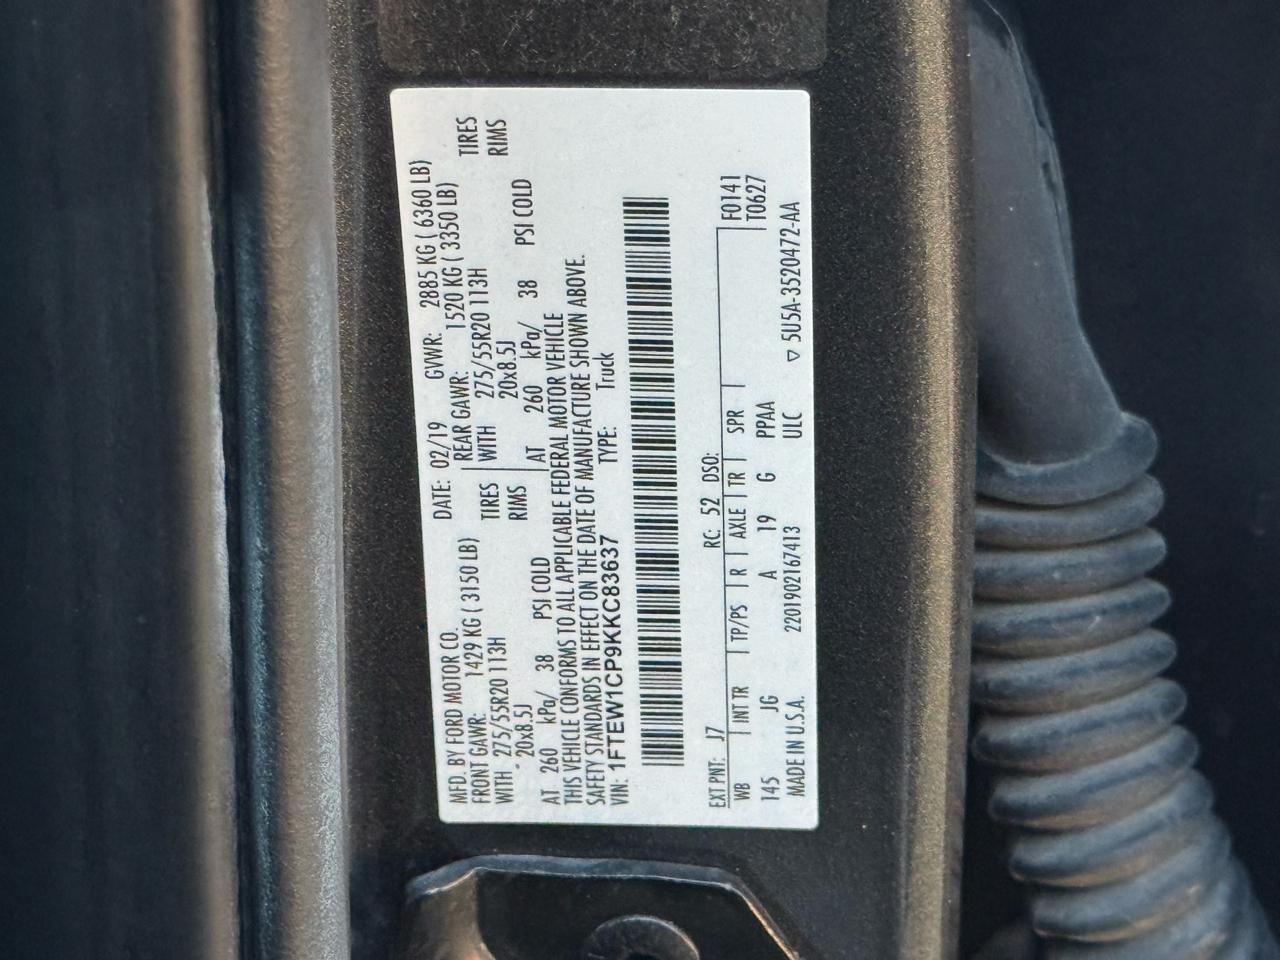 MFD. BY FORD MOTOR CO. DATE: 02/19 GVWR: 2885 KG ( 6360 LB)
FRONT GAWR: 1429 KG ( 3150 LB) REAR GAWR: 1520 KG ( 3350 LB)
WITH 275/55R20 113H TIRES WITH 275/55R20 113H TIRES
20x8.5J RIMS 20x8.5J RIMS
AT 260 kPa/ 38 PSI COLD AT 260 kPa/ 38 PSI COLD
THIS VEHICLE CONFORMS TO ALL APPLICABLE FEDERAL MOTOR VEHICLE
SAFETY STANDARDS IN EFFECT ON THE DATE OF MANUFACTURE SHOWN ABOVE.
VIN: 1FTEW1CP9KKC83637 TYPE: Truck
EXT PNT: J7 RC: 52 DSO: F0141
WB INT TR TP/PS R AXLE TR SPR T0627
145 JG A 19 G PPAA
MADE IN U.S.A. 2201902167413 ULC ▽ 5U5A-3520472-AA